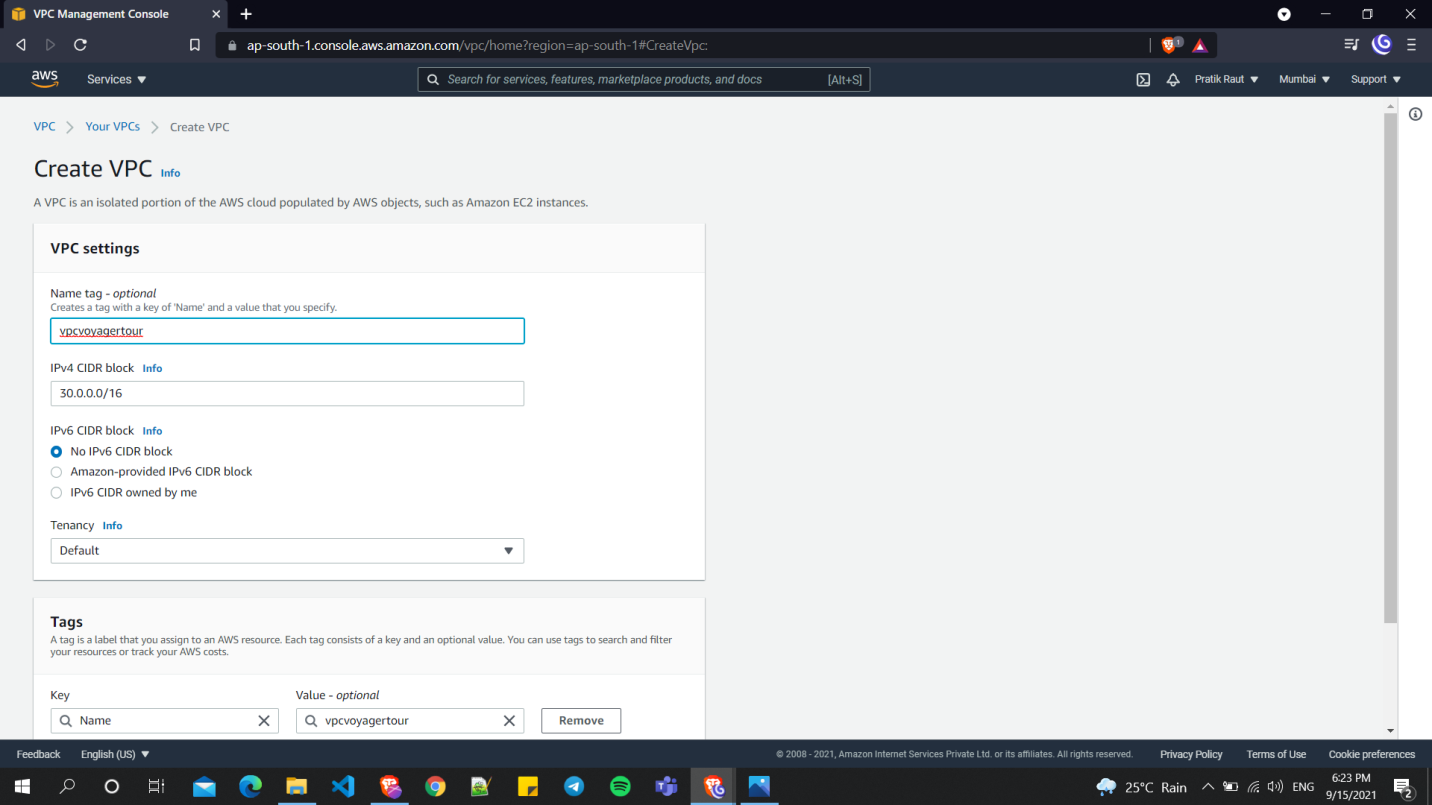 VPC Management Console
ap-south-1.console.aws.amazon.com/vpc/home?region=ap-south-1#CreateVpc:
1
aws
Services
Search for services, features, marketplace products, and docs
[Alt+S]
Pratik Raut
Mumbai
Support
VPC
Your VPCs
Create VPC
Create VPC Info
A VPC is an isolated portion of the AWS cloud populated by AWS objects, such as Amazon EC2 instances.
VPC settings
Name tag - optional
Creates a tag with a key of 'Name' and a value that you specify.
vpcvoyagertour
IPv4 CIDR block Info
30.0.0.0/16
IPv6 CIDR block Info
No IPv6 CIDR block
Amazon-provided IPv6 CIDR block
IPv6 CIDR owned by me
Tenancy Info
Default
Tags
A tag is a label that you assign to an AWS resource. Each tag consists of a key and an optional value. You can use tags to search and filter
your resources or track your AWS costs.
Key
Value - optional
Name
vpcvoyagertour
Remove
Feedback
English (US)
© 2008 - 2021, Amazon Internet Services Private Ltd. or its affiliates. All rights reserved.
Privacy Policy
Terms of Use
Cookie preferences
25°C Rain
ENG
6:23 PM
9/15/2021
2